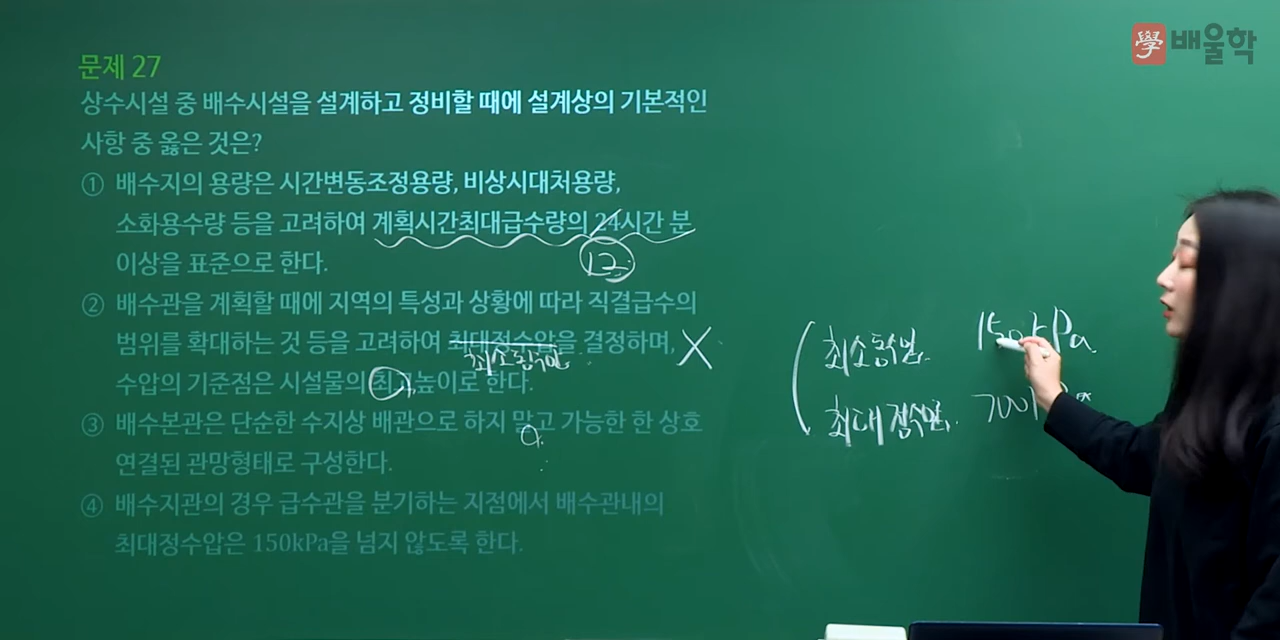 學 배울학
문제 27
상수시설 중 배수시설을 설계하고 정비할 때에 설계상의 기본적인
사항 중 옳은 것은?
① 배수지의 용량은 시간변동조정용량, 비상시대처용량,
소화용수량 등을 고려하여 계획시간최대급수량의 24시간 분
12
이상을 표준으로 한다.
② 배수관을 계획할 때에 지역의 특성과 상황에 따라 직결급수의
범위를 확대하는 것 등을 고려하여 최대정수압을 결정하며,
최소동수압
수압의 기준점은 시설물의 최고높이로 한다.
③ 배수본관은 단순한 수지상 배관으로 하지 말고 가능한 한 상호
연결된 관망형태로 구성한다.
④ 배수지관의 경우 급수관을 분기하는 지점에서 배수관내의
최대정수압은 150kPa을 넘지 않도록 한다.
최소동수압 150kPa
최대정수압